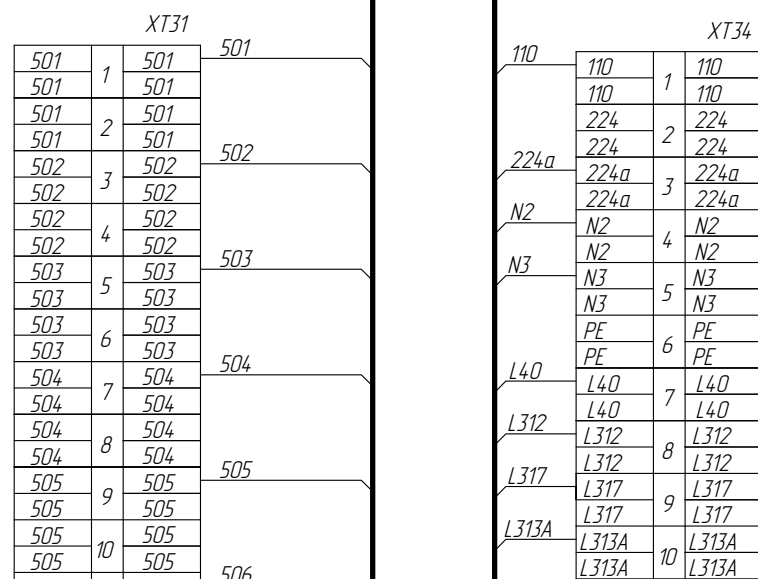 XT31
501 1 501 501
501 501
501 2 501
501 501
502 3 502 502
502 502
502 4 502
502 502
503 5 503 503
503 503
503 6 503
503 503
504 7 504 504
504 504
504 8 504
504 504
505 9 505 505
505 505
505 10 505
505 505
506
XT34
110 110 1 110
110 110
224 2 224
224 224
224a 224a 3 224a
224a 224a
N2 N2 4 N2
N2 N2
N3 N3 5 N3
N3 N3
PE 6 PE
PE PE
L40 L40 7 L40
L40 L40
L312 L312 8 L312
L312 L312
L317 L317 9 L317
L317 L317
L313A L313A 10 L313A
L313A L313A